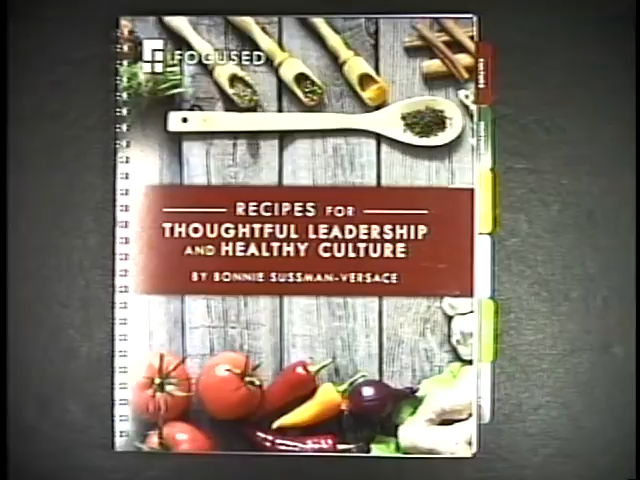 FOCUSED
RECIPES FOR
THOUGHTFUL LEADERSHIP
AND HEALTHY CULTURE
BY BONNIE SUSSMAN-VERSACE